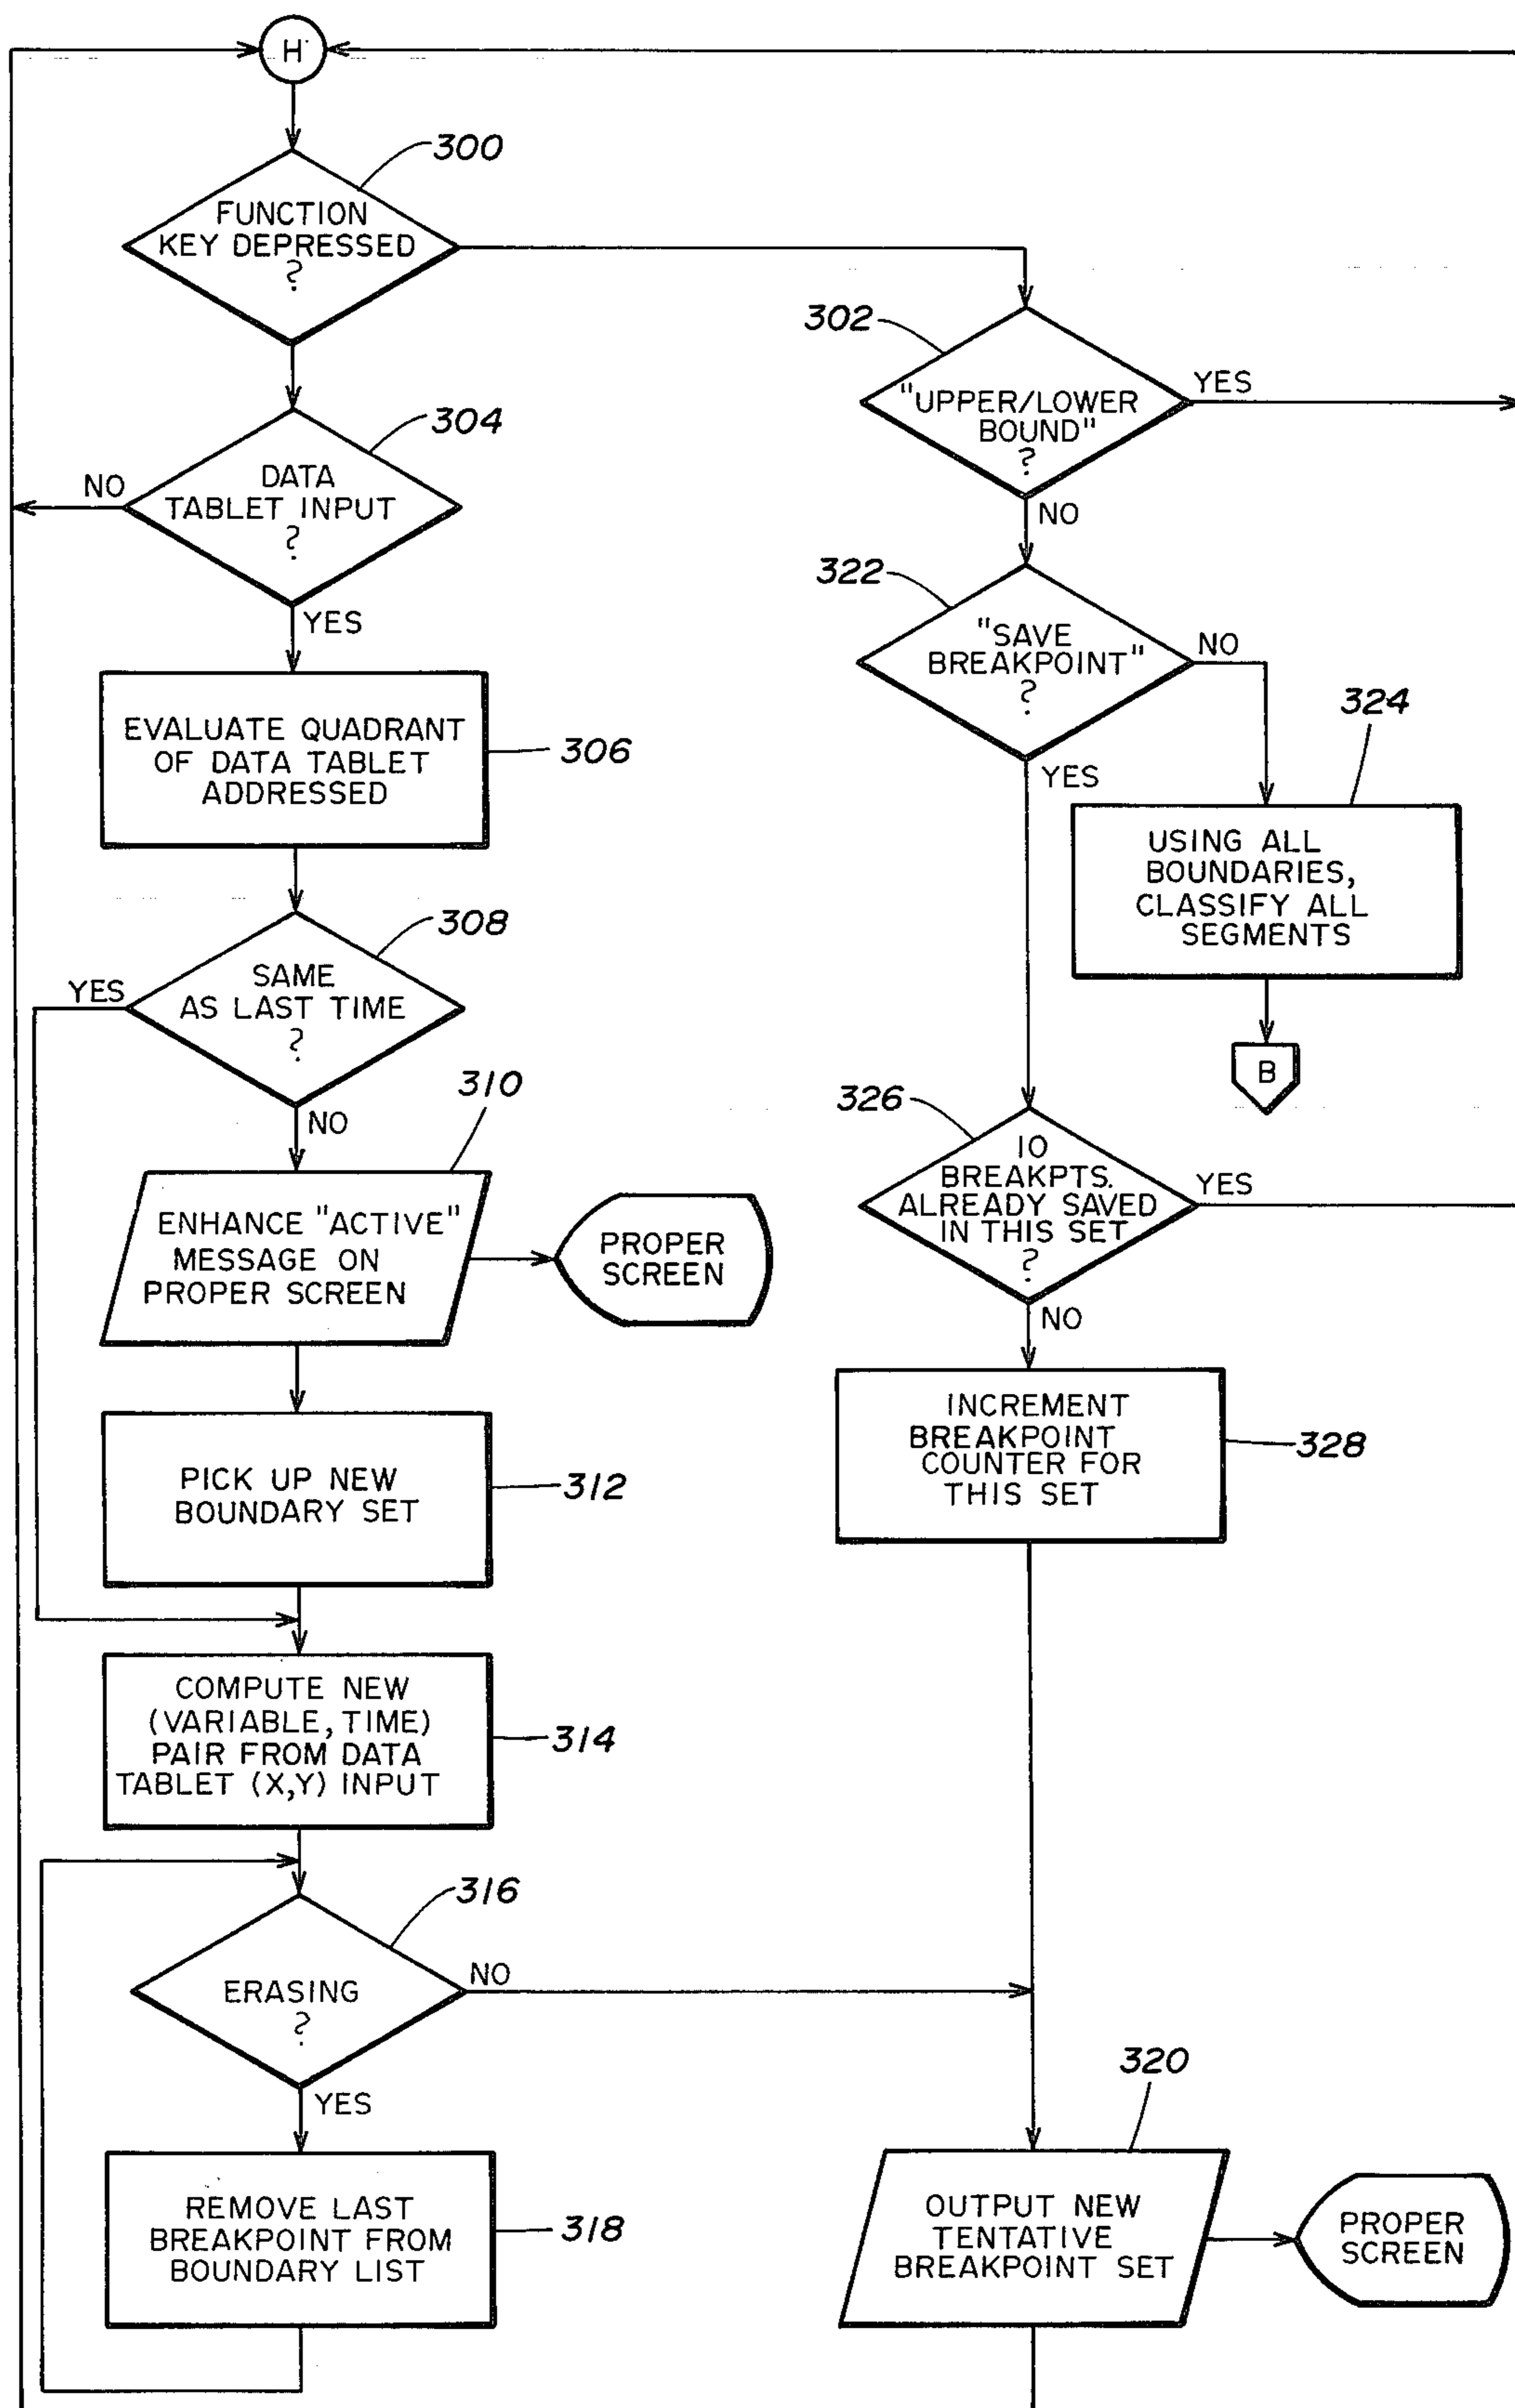 H
300
FUNCTION
KEY DEPRESSED
?
302
"UPPER/LOWER
BOUND"
?
YES
NO
304
DATA
TABLET INPUT
?
NO
YES
322
"SAVE
BREAKPOINT"
?
NO
YES
306
EVALUATE QUADRANT
OF DATA TABLET
ADDRESSED
324
USING ALL
BOUNDARIES,
CLASSIFY ALL
SEGMENTS
B
308
SAME
AS LAST TIME
?
YES
NO
310
ENHANCE "ACTIVE"
MESSAGE ON
PROPER SCREEN
PROPER
SCREEN
326
10
BREAKPTS.
ALREADY SAVED
IN THIS SET
?
YES
NO
312
PICK UP NEW
BOUNDARY SET
328
INCREMENT
BREAKPOINT
COUNTER FOR
THIS SET
314
COMPUTE NEW
(VARIABLE, TIME)
PAIR FROM DATA
TABLET (X,Y) INPUT
316
ERASING
?
NO
YES
318
REMOVE LAST
BREAKPOINT FROM
BOUNDARY LIST
320
OUTPUT NEW
TENTATIVE
BREAKPOINT SET
PROPER
SCREEN